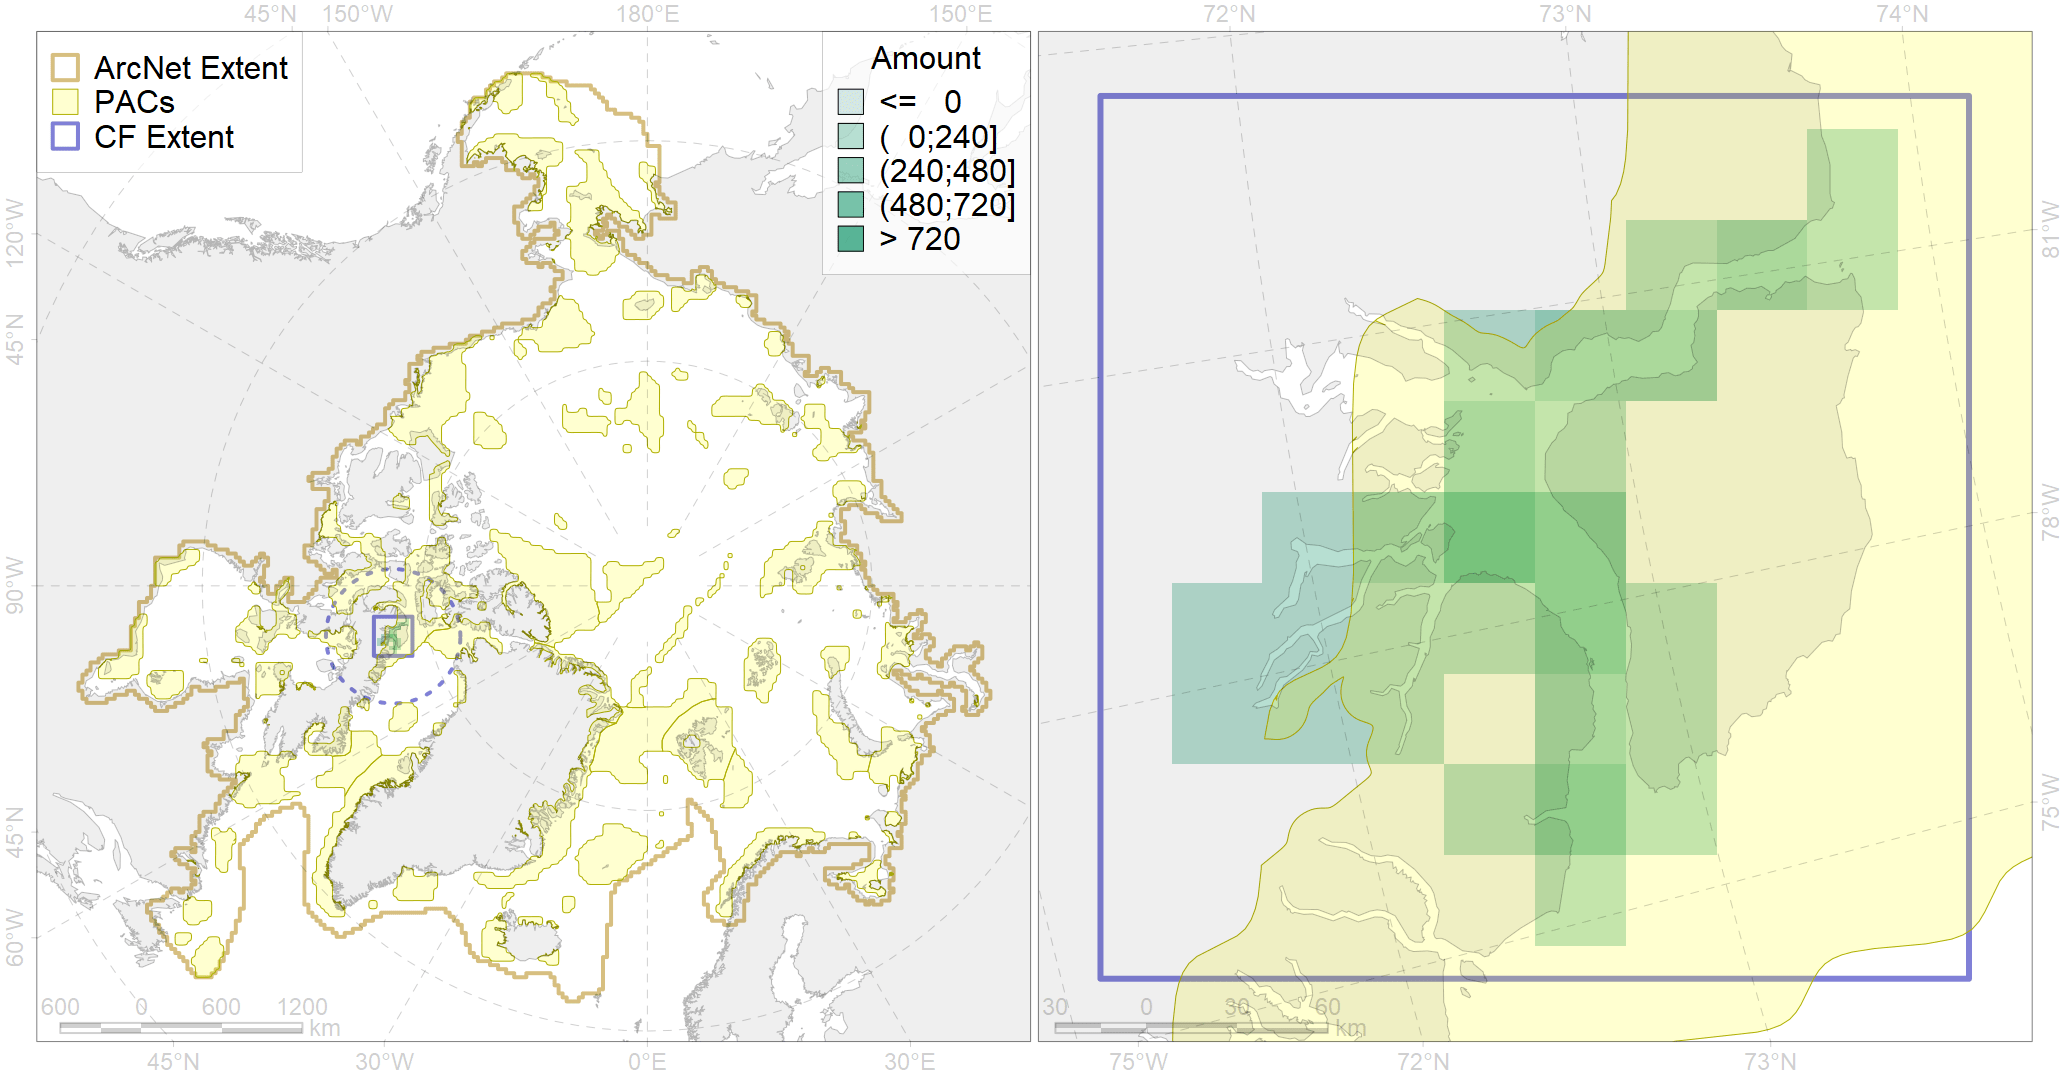 45°N 150°W 180°E 150°E 72°N 73°N 74°N
ArcNet Extent
PACs
CF Extent
Amount
<= 0
( 0;240]
(240;480]
(480;720]
> 720
120°W
45°N
90°W
45°N
60°W
81°W
78°W
75°W
600 0 600 1200
km
30 0 30 60
km
45°N 30°W 0°E 30°E 75°W 72°N 73°N